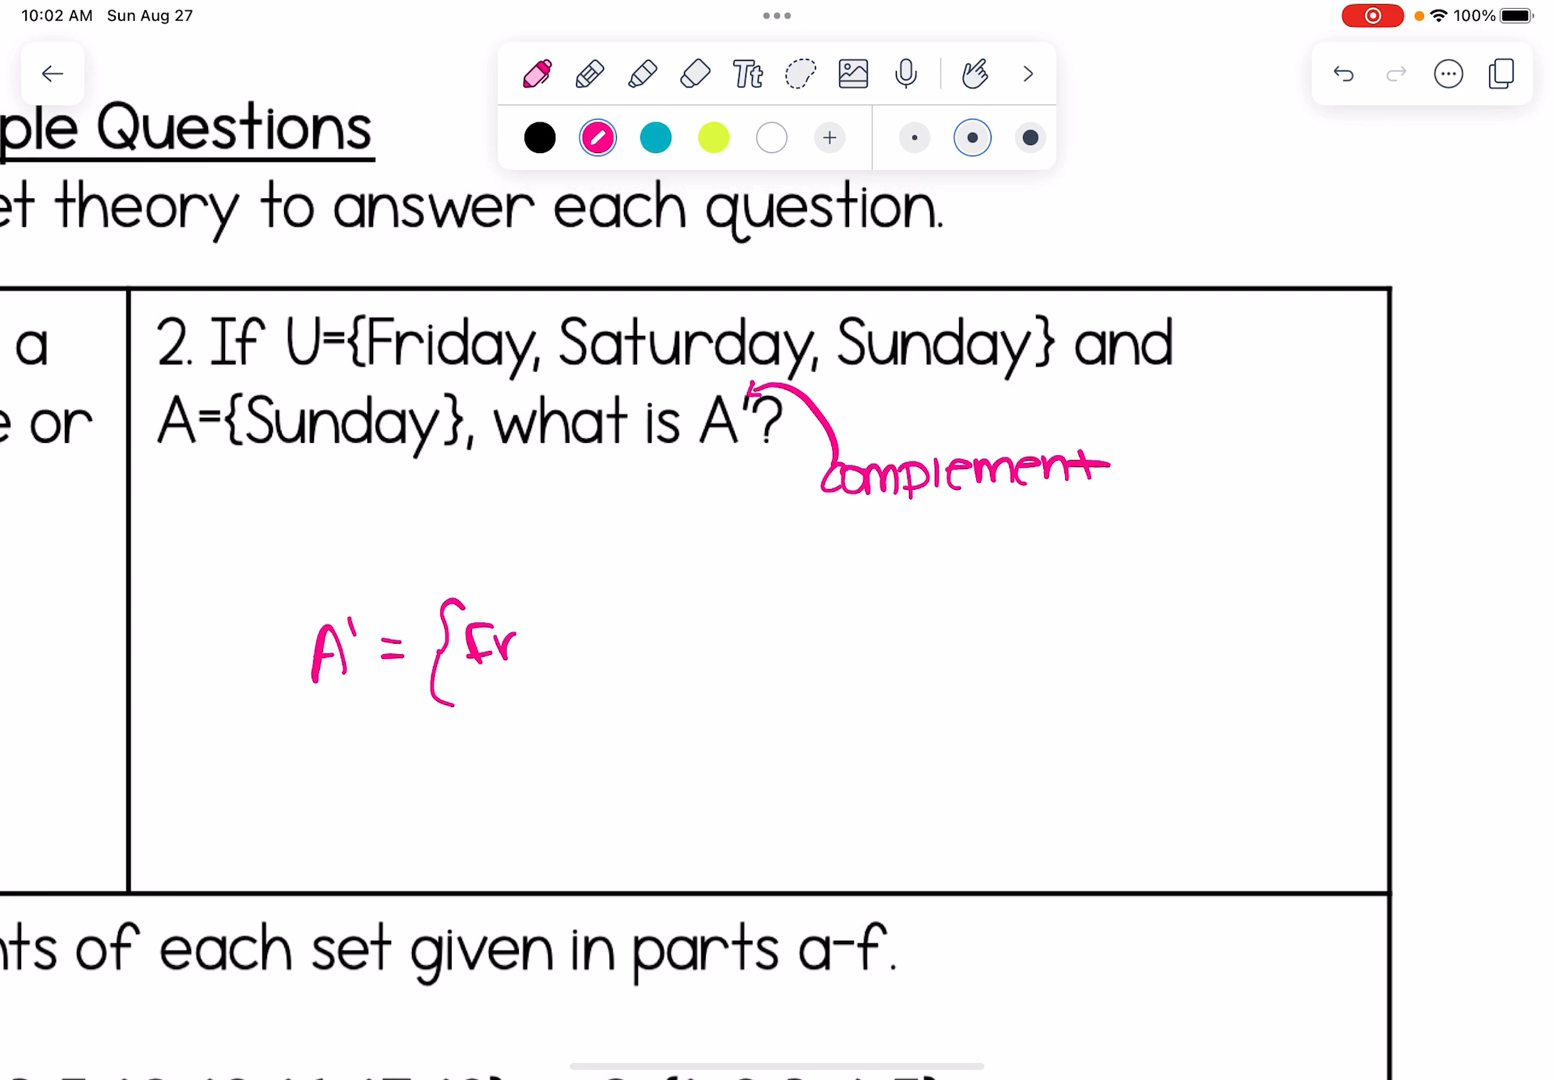 10:02 AM Sun Aug 27
100%
Tt
ple Questions
et theory to answer each question.
a
e or
2. If U={Friday, Saturday, Sunday} and
A={Sunday}, what is A'?
complement
A' = {Fr
nts of each set given in parts a-f.